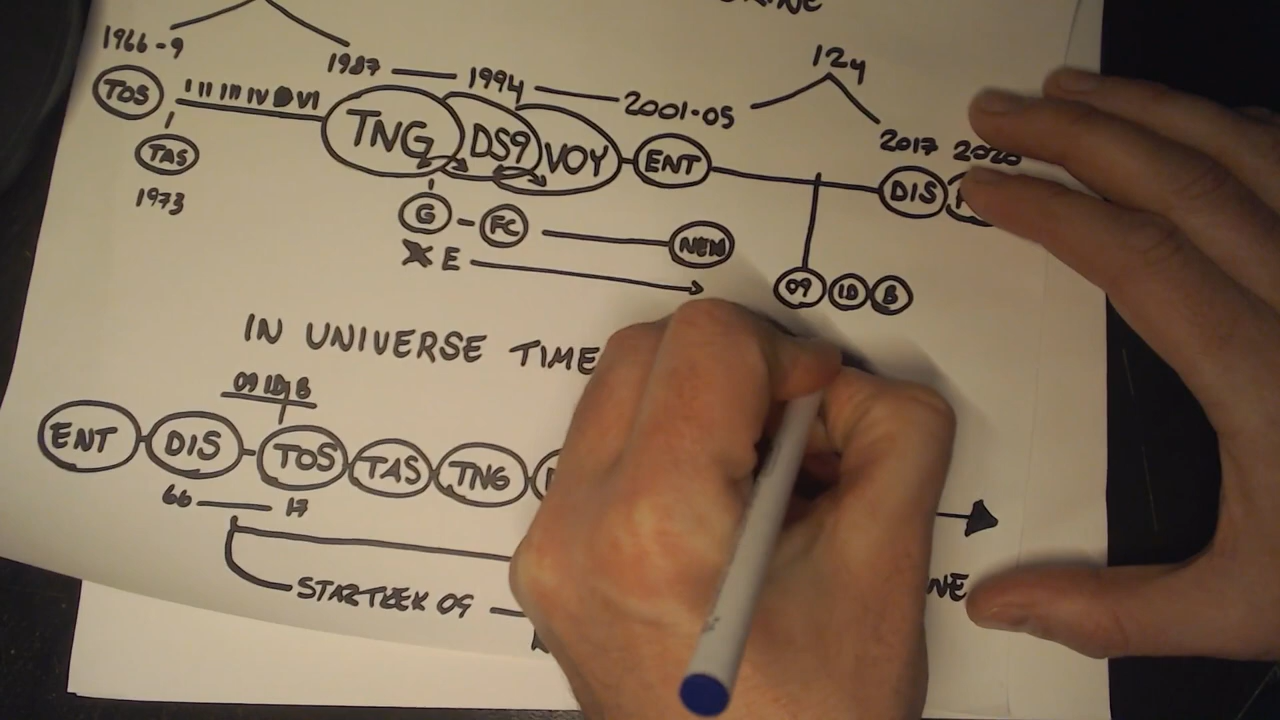 1966-9
1987 — 1994 — 2001-05
12y
2017 2020
TOS
I II III IV VI
TNG DS9 VOY ENT
DIS
TAS
1973
G - FC — NEM
X E
09 ID B
IN UNIVERSE TIME
09 ID B
ENT DIS - TOS TAS TNG
66 — 17
STARTREK 09
NE